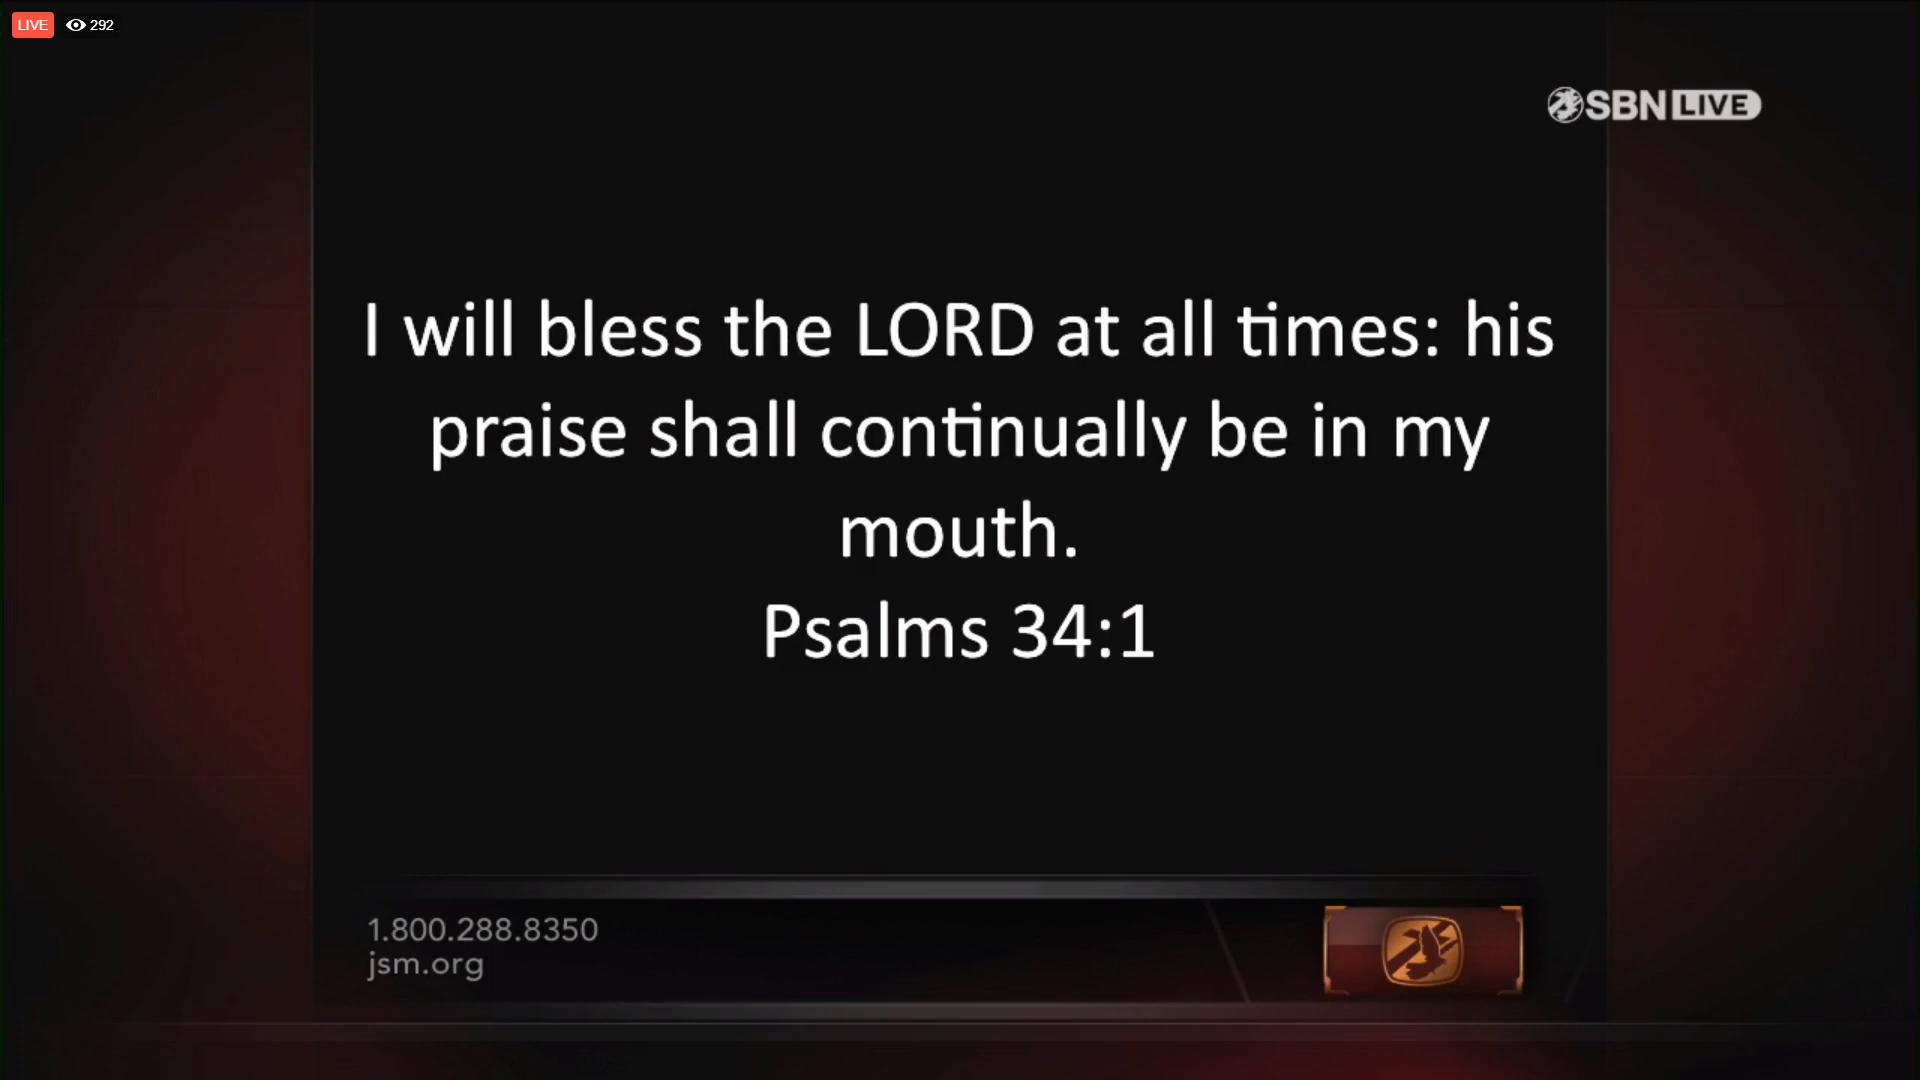 LIVE 292
SBN LIVE
I will bless the LORD at all times: his
praise shall continually be in my
mouth.
Psalms 34:1
1.800.288.8350
jsm.org